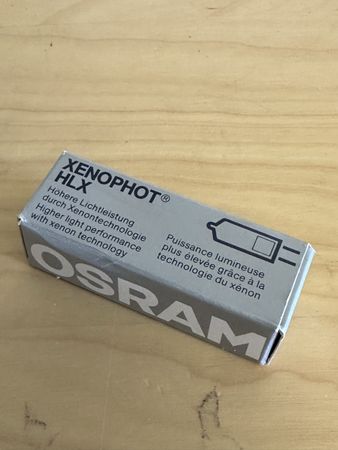 XENOPHOT®
HLX
Höhere Lichtleistung
durch Xenontechnologie
Higher light performance
with xenon technology
Puissance lumineuse
plus élevée grâce à la
technologie du xénon
OSRAM